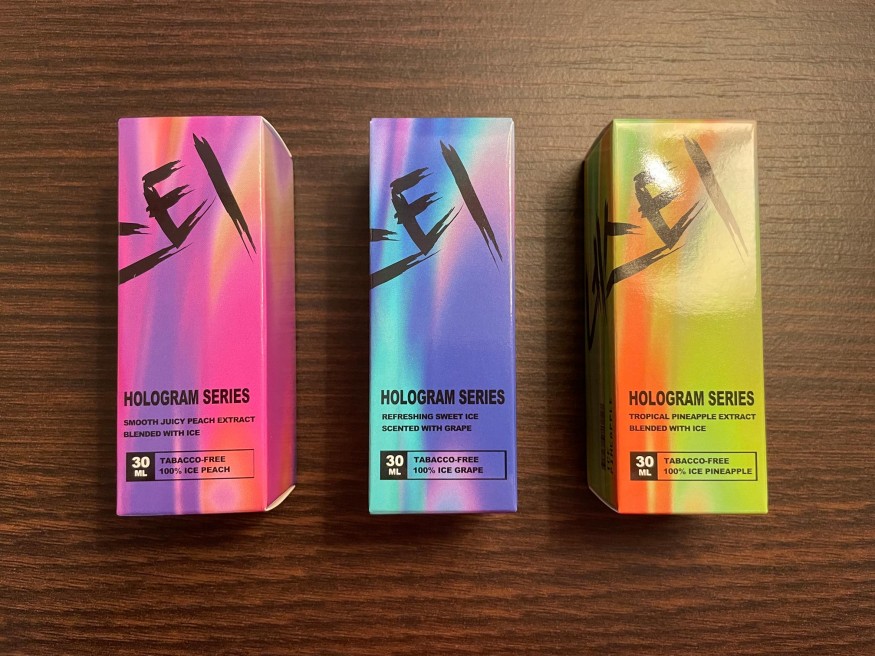 EI
HOLOGRAM SERIES
SMOOTH JUICY PEACH EXTRACT
BLENDED WITH ICE
30
ML
TABACCO-FREE
100% ICE PEACH
EI
HOLOGRAM SERIES
REFRESHING SWEET ICE
SCENTED WITH GRAPE
30
ML
TABACCO-FREE
100% ICE GRAPE
EI
HOLOGRAM SERIES
TROPICAL PINEAPPLE EXTRACT
BLENDED WITH ICE
30
ML
TABACCO-FREE
100% ICE PINEAPPLE